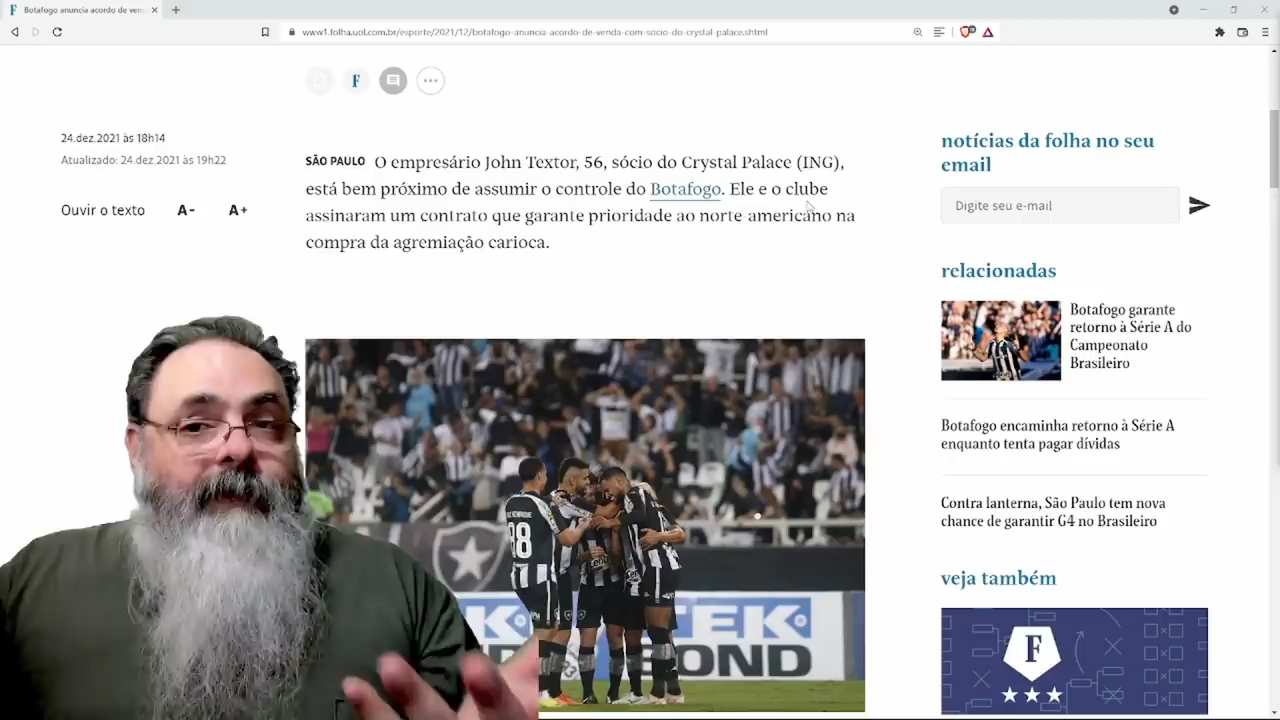 Botafogo anuncia acordo de ven
www1.folha.uol.com.br/esporte/2021/12/botafogo-anuncia-acordo-de-venda-com-socio-do-crystal-palace.shtml
F
24.dez.2021 às 18h14
Atualizado: 24.dez.2021 às 19h22
Ouvir o texto A- A+
SÃO PAULO O empresário John Textor, 56, sócio do Crystal Palace (ING),
está bem próximo de assumir o controle do Botafogo. Ele e o clube
assinaram um contrato que garante prioridade ao norte-americano na
compra da agremiação carioca.
88
TEK
OND
notícias da folha no seu
email
Digite seu e-mail
relacionadas
Botafogo garante
retorno à Série A do
Campeonato
Brasileiro
Botafogo encaminha retorno à Série A
enquanto tenta pagar dívidas
Contra lanterna, São Paulo tem nova
chance de garantir G4 no Brasileiro
veja também
F